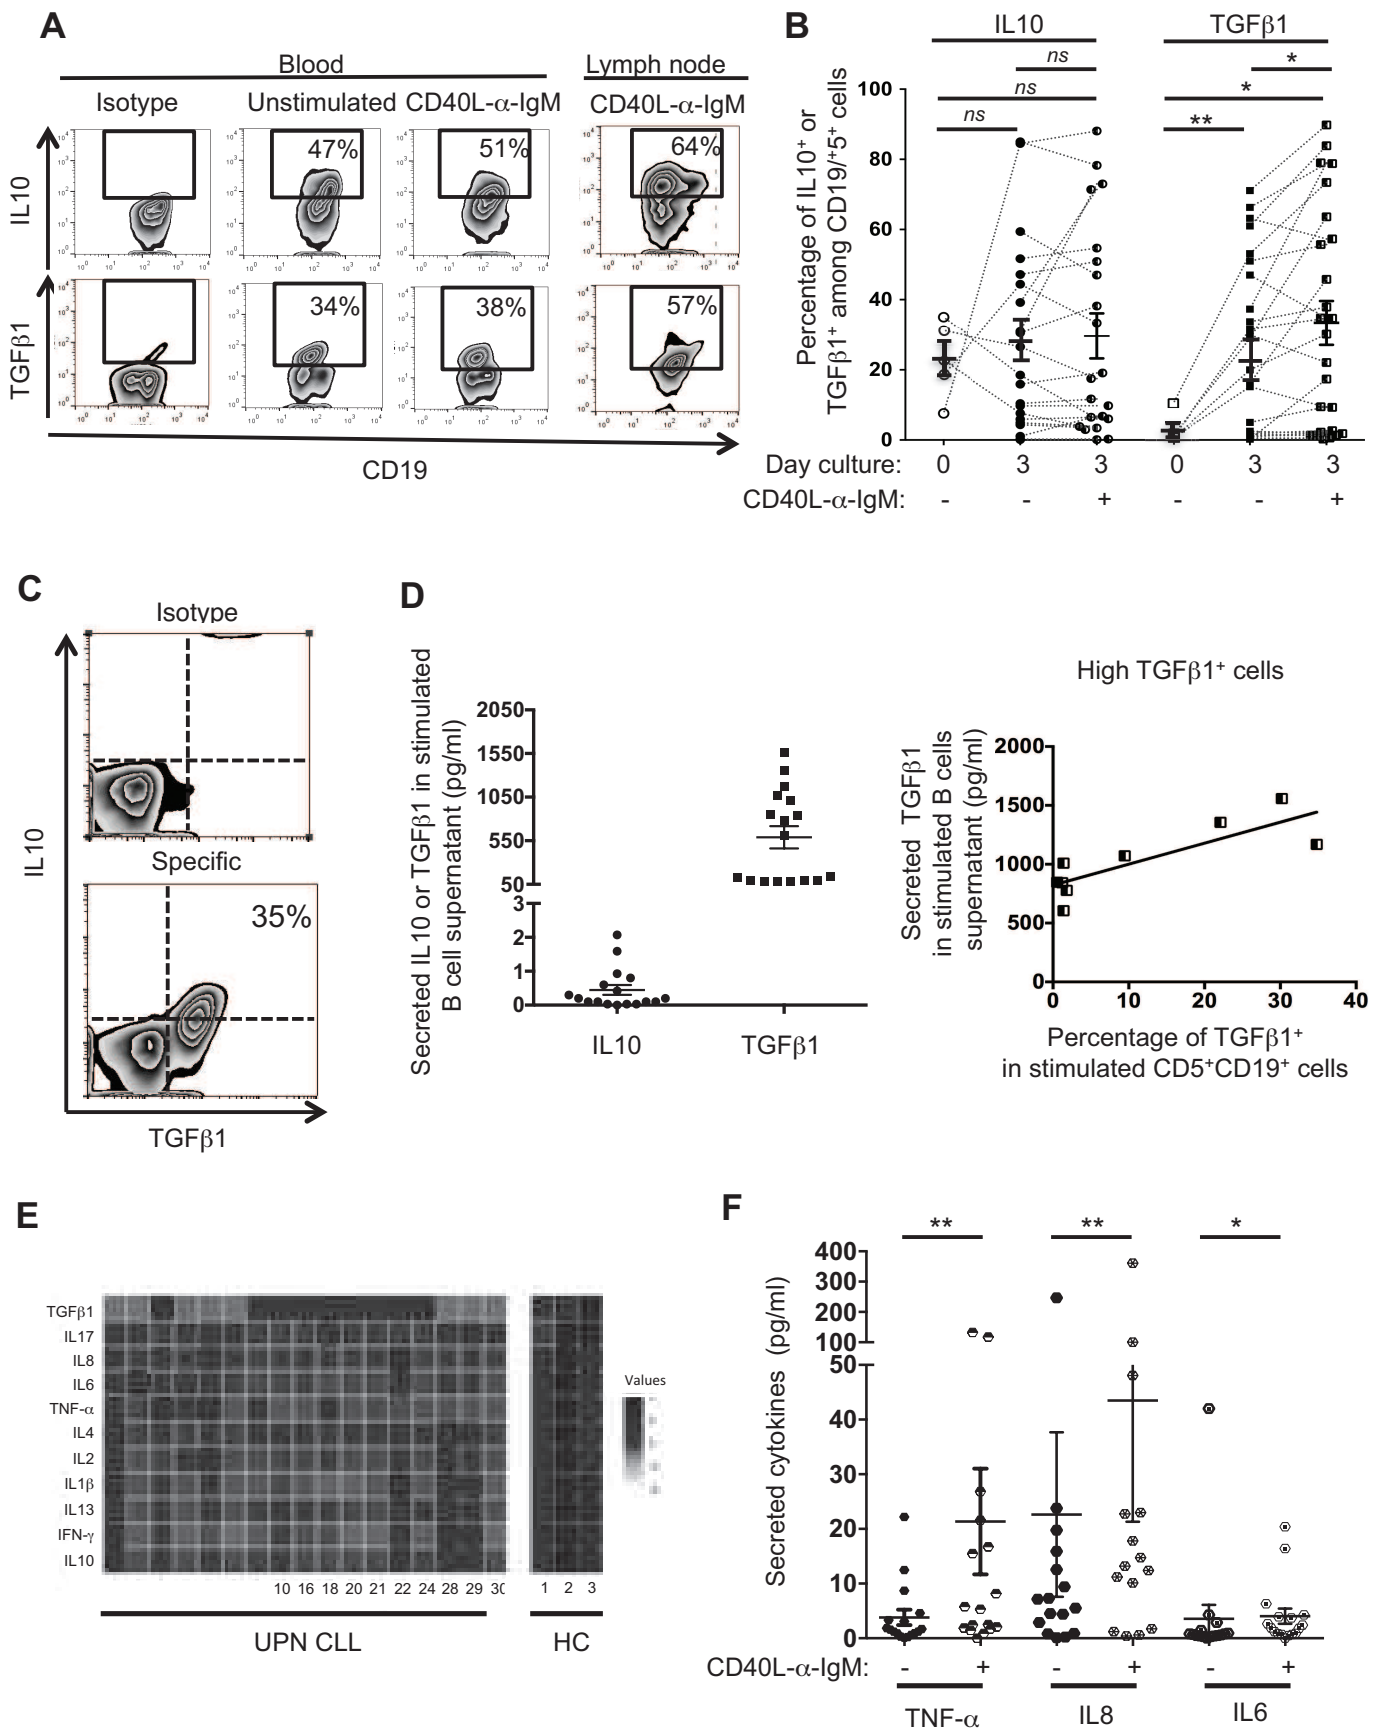 A
Blood
Lymph node
Isotype
Unstimulated
CD40L-α-IgM
CD40L-α-IgM
IL10
47%
51%
64%
TGFβ1
34%
38%
57%
CD19
B
IL10
TGFβ1
ns
ns
ns
*
*
**
Percentage of IL10⁺ or
TGFβ1⁺ among CD19/⁺5⁺ cells
100
80
60
40
20
0
Day culture: 0 3 3 0 3 3
CD40L-α-IgM: - - + - - +
C
Isotype
Specific
35%
IL10
TGFβ1
D
Secreted IL10 or TGFβ1 in stimulated
B cell supernatant (pg/ml)
2050
1550
1050
550
50
3
2
1
0
IL10 TGFβ1
High TGFβ1⁺ cells
Secreted TGFβ1
in stimulated B cells
supernatant (pg/ml)
2000
1500
1000
500
0
0 10 20 30 40
Percentage of TGFβ1⁺
in stimulated CD5⁺CD19⁺ cells
E
TGFβ1
IL17
IL8
IL6
TNF-α
IL4
IL2
IL1β
IL13
IFN-γ
IL10
10 16 18 20 21 22 24 28 29 30 1 2 3
UPN CLL HC
Values
F
** ** *
Secreted cytokines (pg/ml)
400
300
200
100
50
40
30
20
10
0
CD40L-α-IgM: - + - + - +
TNF-α IL8 IL6